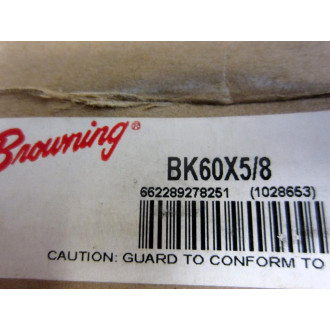 Browning®
BK60X5/8
662289278251 (1028653)
CAUTION: GUARD TO CONFORM TO